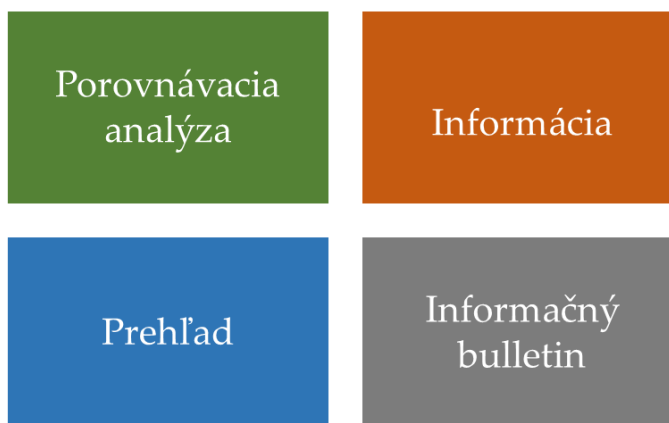 Porovnávacia
analýza
Informácia
Prehľad
Informačný
bulletin